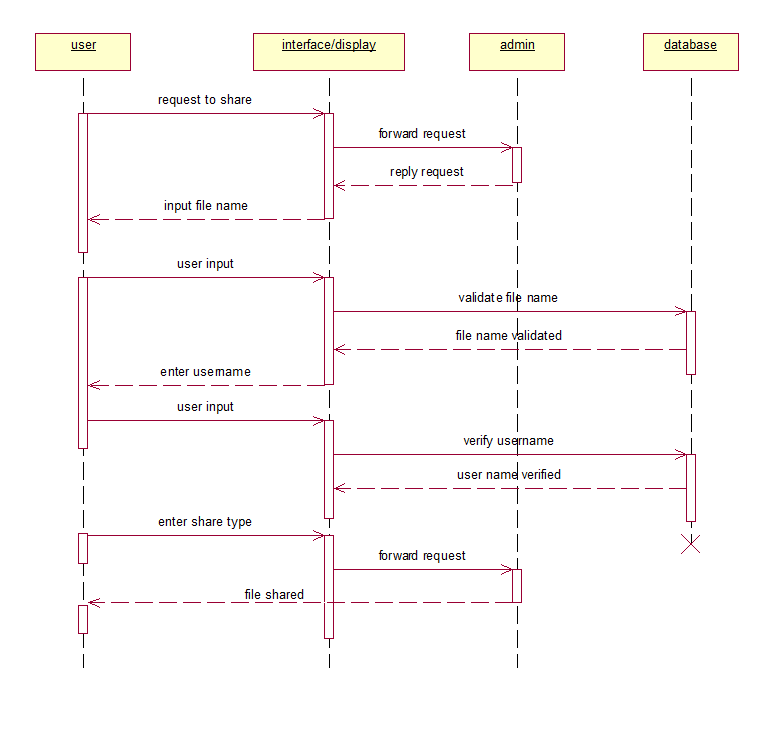 user
interface/display
admin
database
request to share
forward request
reply request
input file name
user input
validate file name
file name validated
enter username
user input
verify username
user name verified
enter share type
forward request
file shared